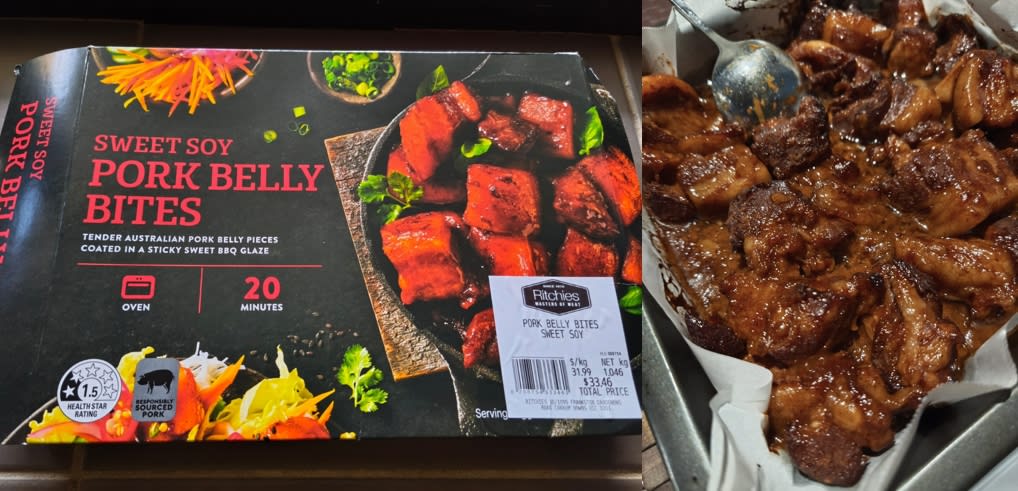 SWEET SOY
PORK BELLY
SWEET SOY
PORK BELLY
BITES
TENDER AUSTRALIAN PORK BELLY PIECES
COATED IN A STICKY SWEET BBQ GLAZE
OVEN
20
MINUTES
1.5
HEALTH STAR
RATING
RESPONSIBLY
SOURCED
PORK
Serving
SINCE 1870
Ritchies
MASTERS OF MEAT
PORK BELLY BITES
SWEET SOY
$/kg
31.99
NET kg
1.046
$33.46
TOTAL PRICE